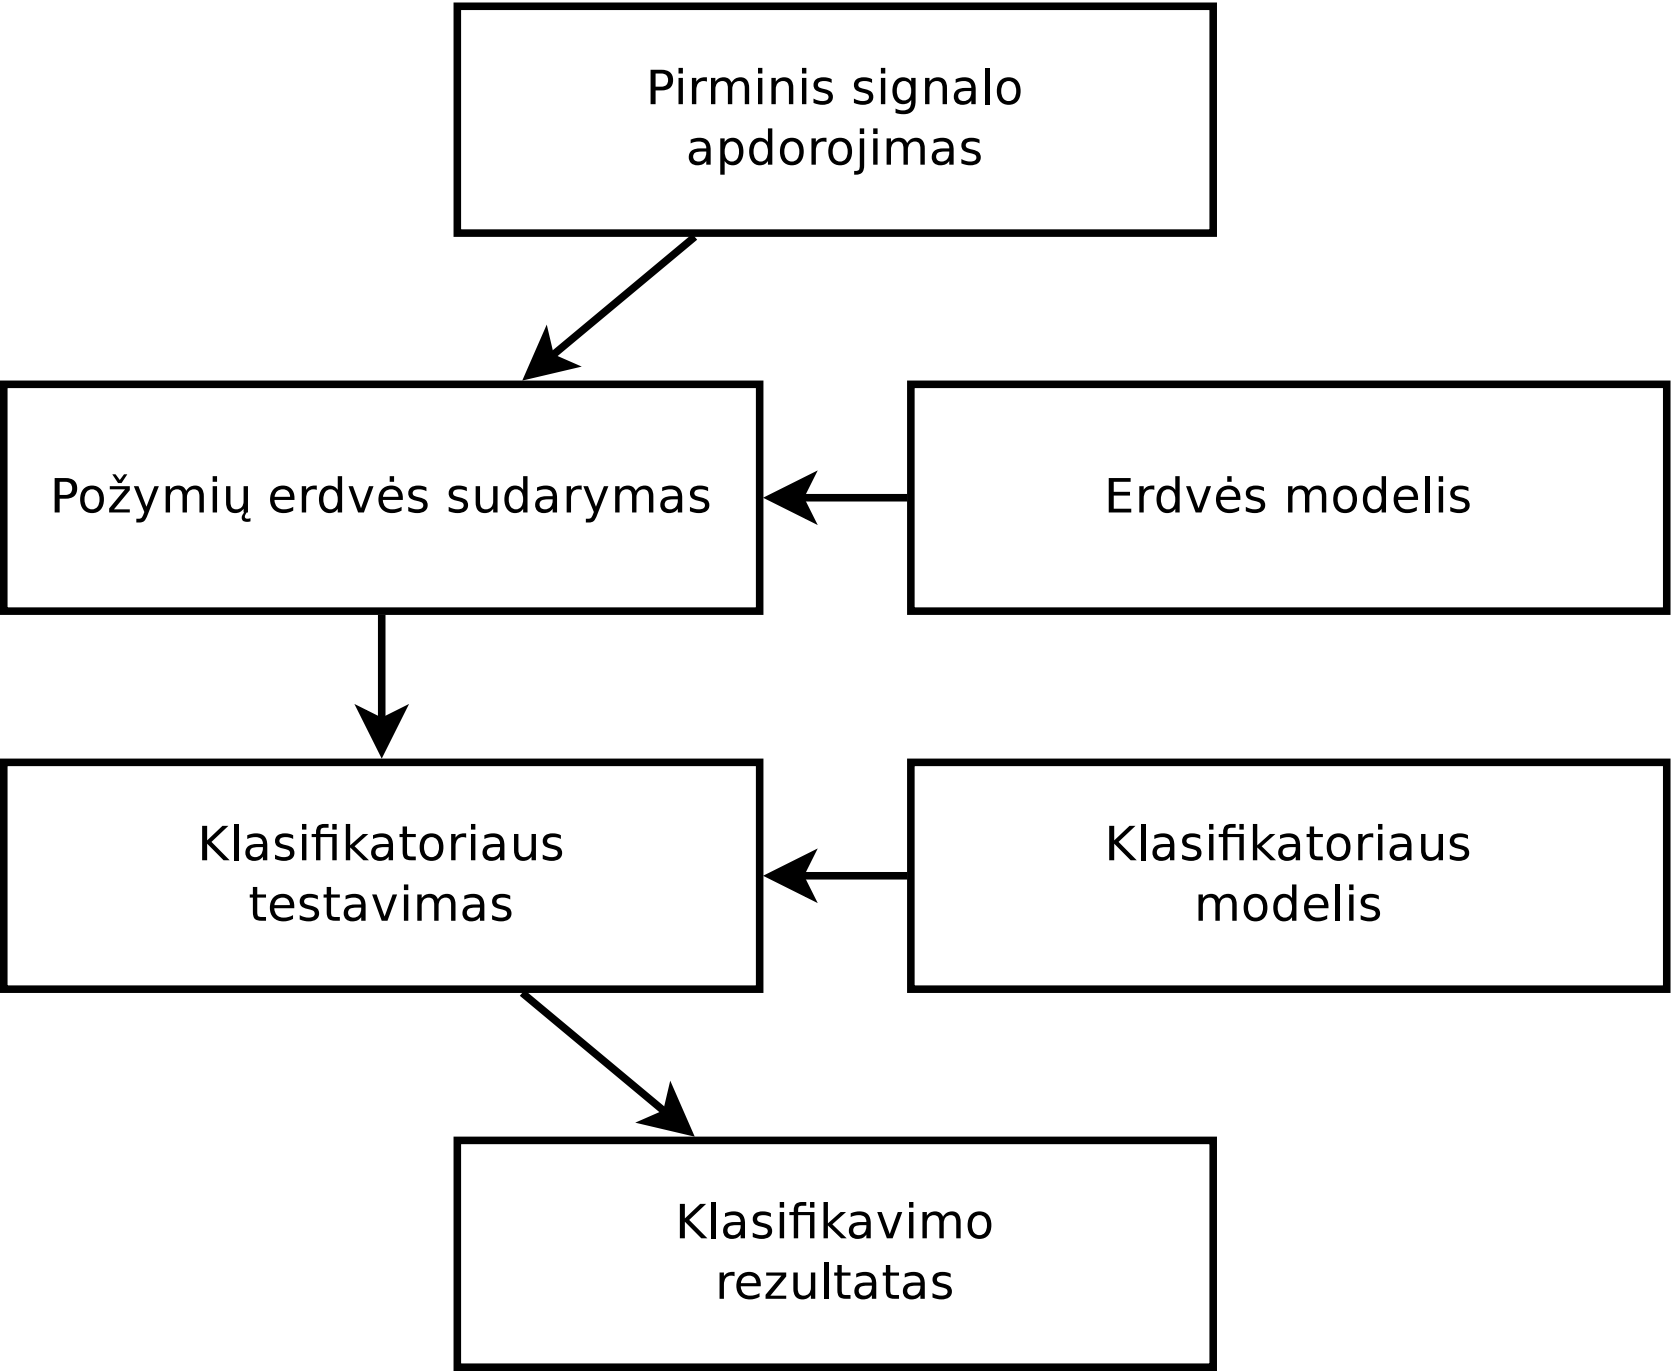 Pirminis signalo
apdorojimas
Požymių erdvės sudarymas
Erdvės modelis
Klasifikatoriaus
testavimas
Klasifikatoriaus
modelis
Klasifikavimo
rezultatas